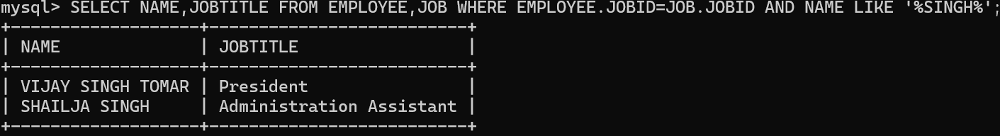 mysql> SELECT NAME,JOBTITLE FROM EMPLOYEE,JOB WHERE EMPLOYEE.JOBID=JOB.JOBID AND NAME LIKE '%SINGH%';
+-------------------+--------------------------+
| NAME              | JOBTITLE                 |
+-------------------+--------------------------+
| VIJAY SINGH TOMAR | President                |
| SHAILJA SINGH     | Administration Assistant |
+-------------------+--------------------------+